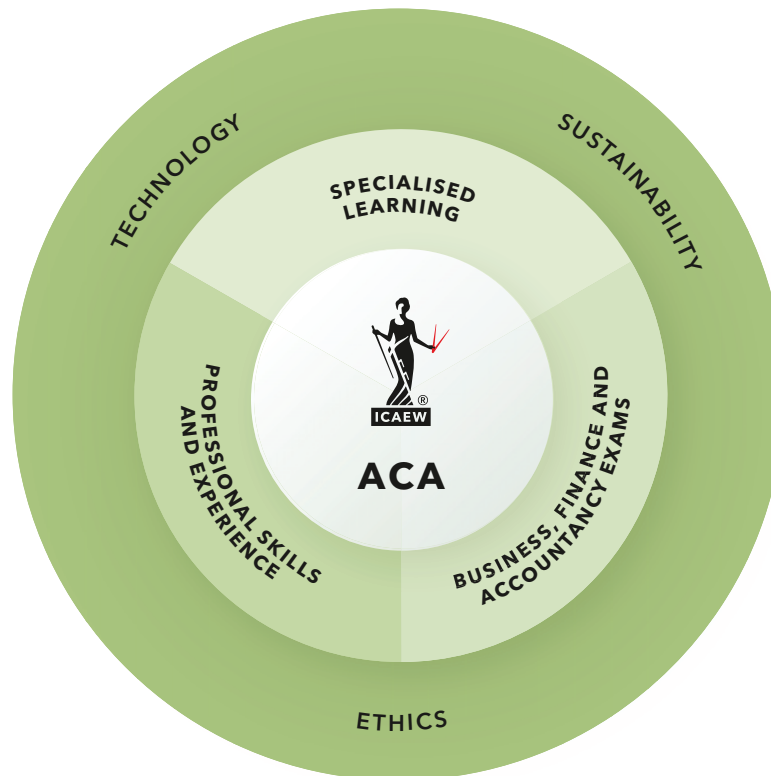 TECHNOLOGY
SUSTAINABILITY
SPECIALISED
LEARNING
PROFESSIONAL SKILLS
AND EXPERIENCE
BUSINESS, FINANCE AND
ACCOUNTANCY EXAMS
®
ICAEW
ACA
ETHICS